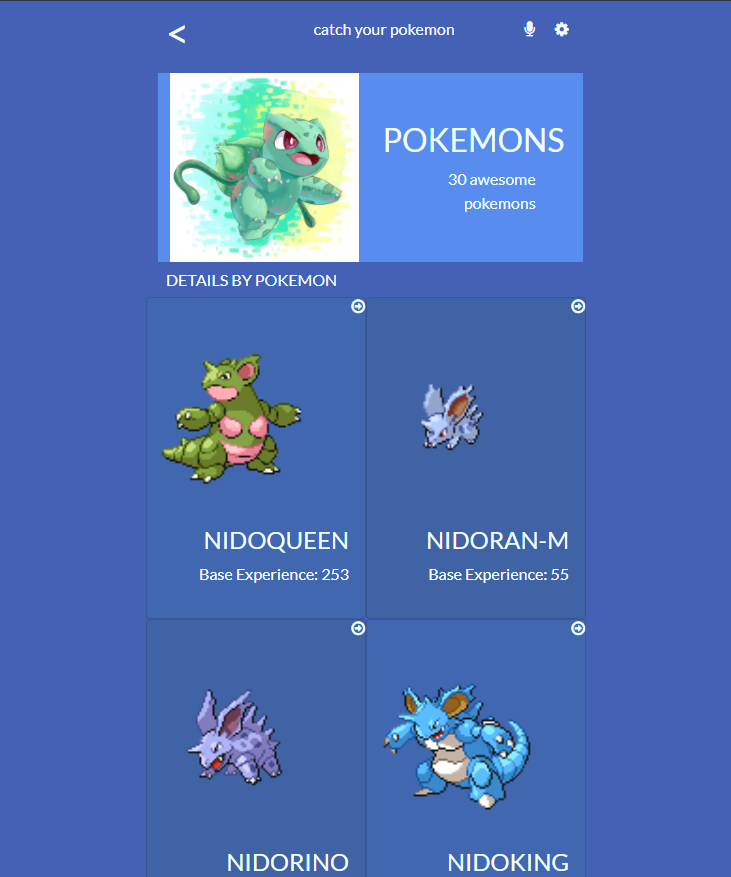 <
catch your pokemon
POKEMONS
30 awesome
pokemons
DETAILS BY POKEMON
NIDOQUEEN
Base Experience: 253
NIDORAN-M
Base Experience: 55
NIDORINO
NIDOKING